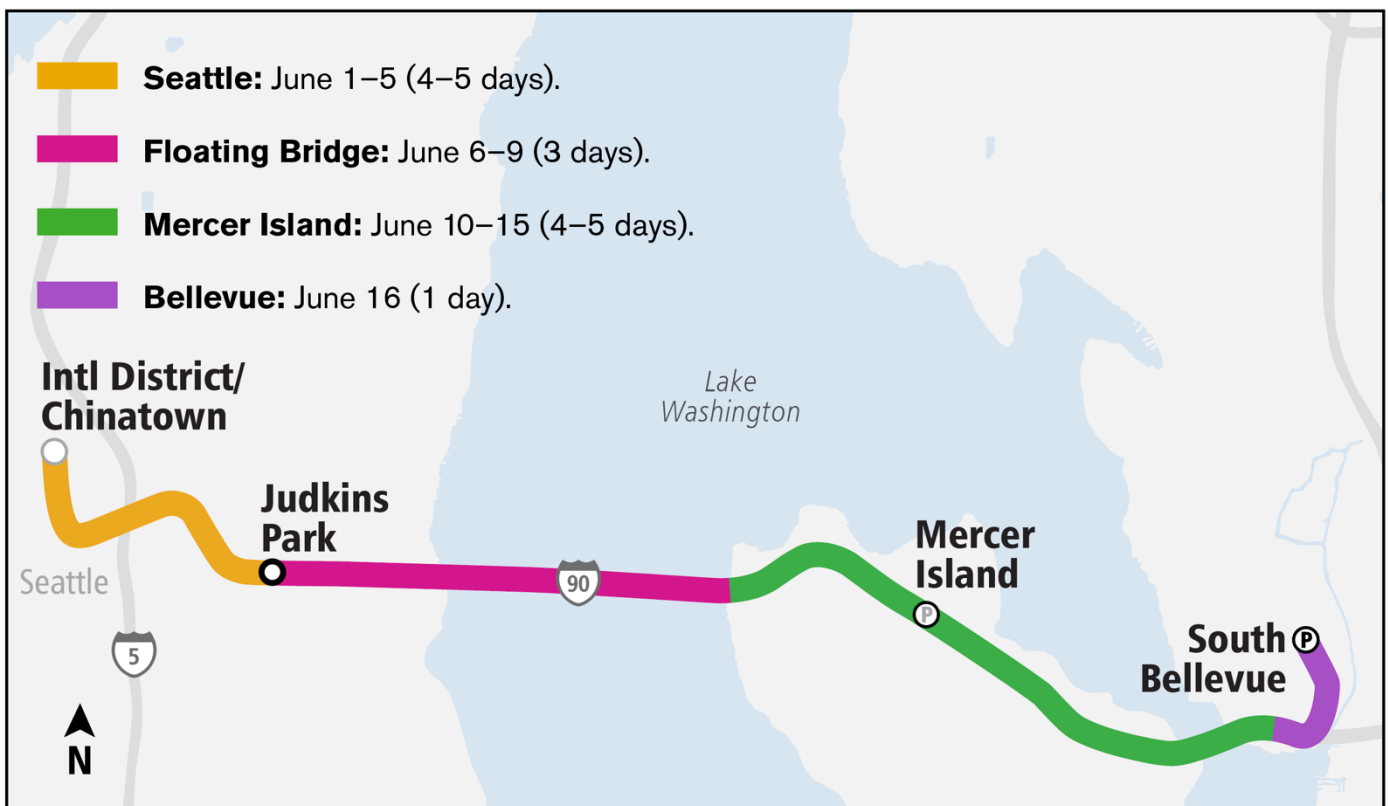 Seattle: June 1–5 (4–5 days).
Floating Bridge: June 6–9 (3 days).
Mercer Island: June 10–15 (4–5 days).
Bellevue: June 16 (1 day).
Intl District/
Chinatown
Lake
Washington
Judkins
Park
Mercer
Island
90
Seattle
P
5
South
Bellevue
P
N